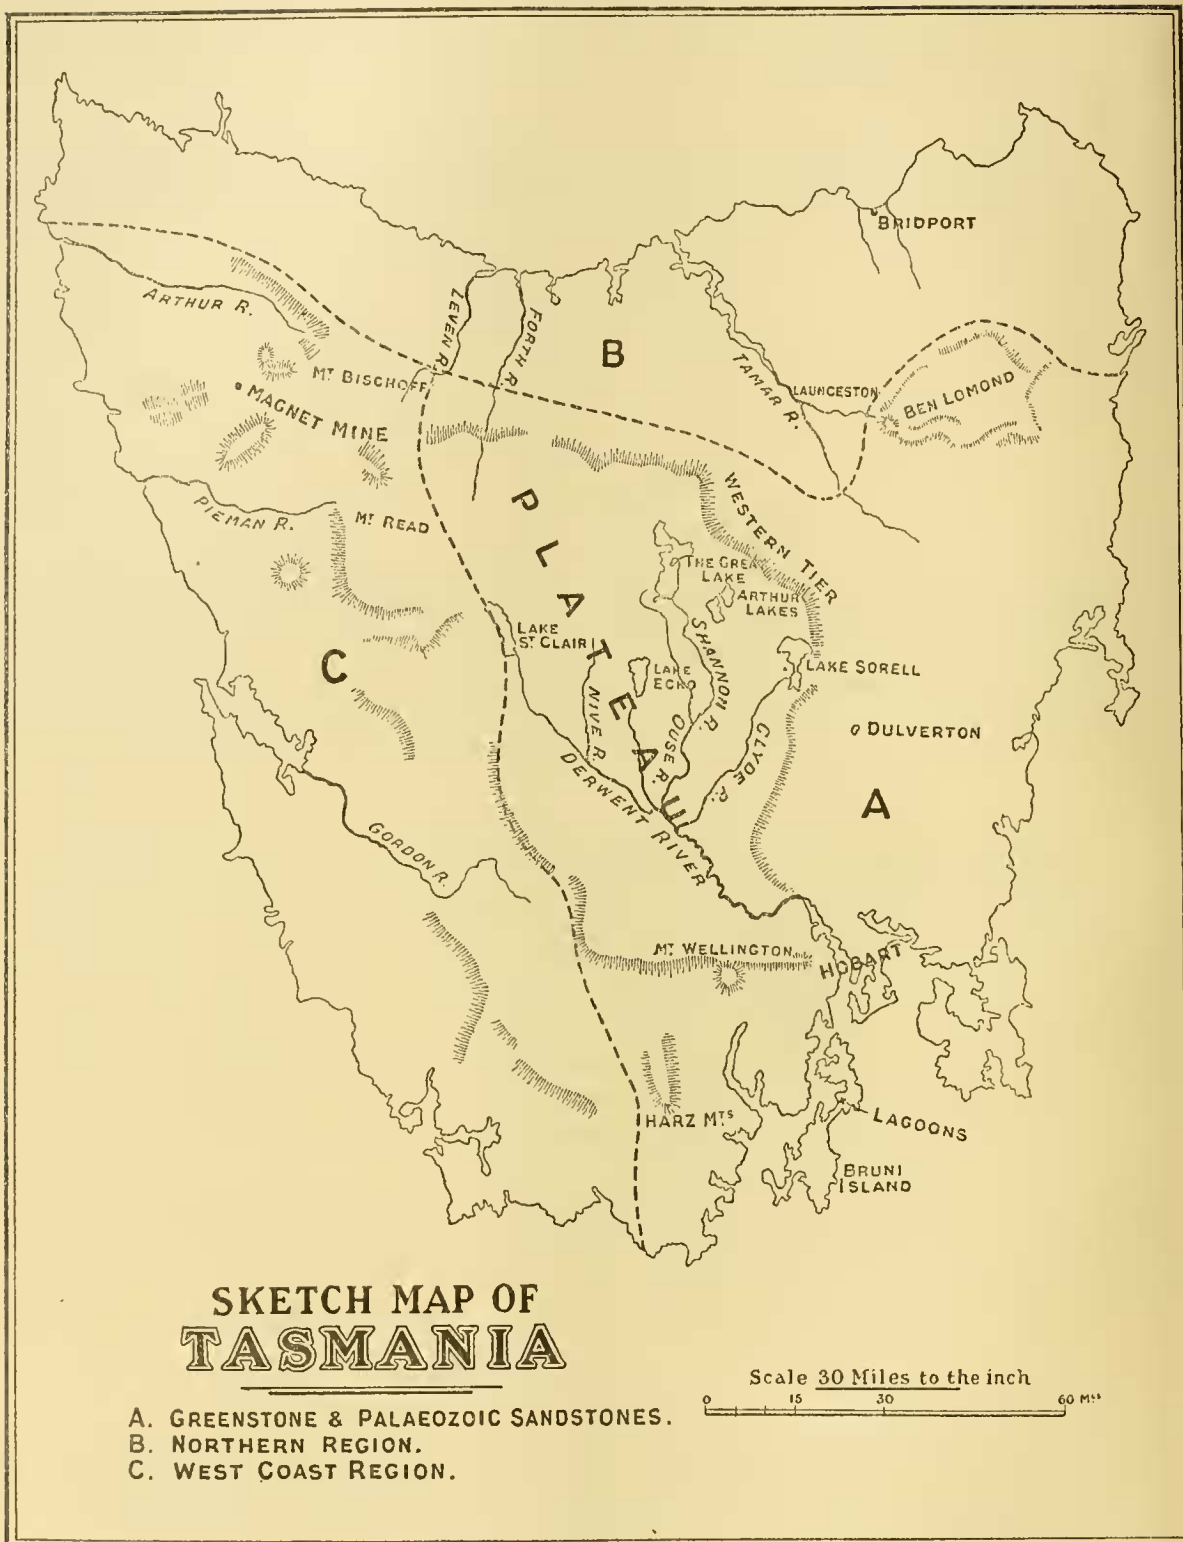 BRIDPORT
ARTHUR R.
LEVEN R.
FORTH R.
B
TAMAR R.
LAUNCESTON
BEN LOMOND
MT BISCHOFF
MAGNET MINE
PIEMAN R.
MT READ
PLATEAU
WESTERN TIER
THE GREA
LAKE
ARTHUR
LAKES
LAKE
ST CLAIR
SHANNON R.
LAKE
ECHO
LAKE SORELL
C
NIVE R.
OUSE R.
CLYDE R.
DULVERTON
DERWENT RIVER
A
GORDON R.
MT WELLINGTON
HOBART
HARZ MTS
LAGOONS
BRUNI
ISLAND
SKETCH MAP OF
TASMANIA
Scale 30 Miles to the inch
0 15 30 60 Mls
A. GREENSTONE & PALAEOZOIC SANDSTONES.
B. NORTHERN REGION.
C. WEST COAST REGION.